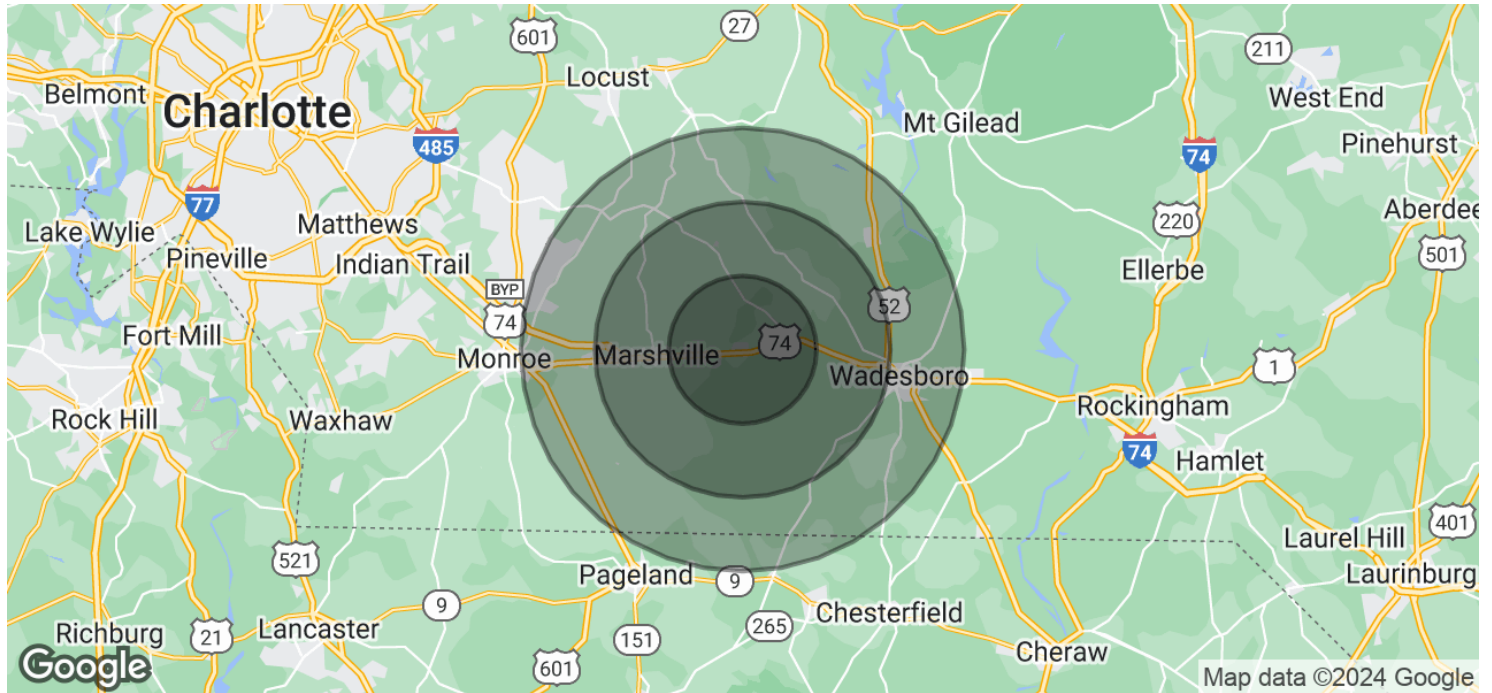 601
27
211
Locust
Belmont
Charlotte
West End
Mt Gilead
Pinehurst
485
74
77
Aberdee
Matthews
220
Lake Wylie
501
Pineville
Indian Trail
Ellerbe
BYP
74
52
Fort Mill
74
Monroe
Marshville
1
Wadesboro
Rockingham
Rock Hill
Waxhaw
74
Hamlet
401
Laurel Hill
521
Pageland
9
Laurinburg
9
Chesterfield
Richburg
21
Lancaster
151
265
Cheraw
601
Google
Map data ©2024 Google